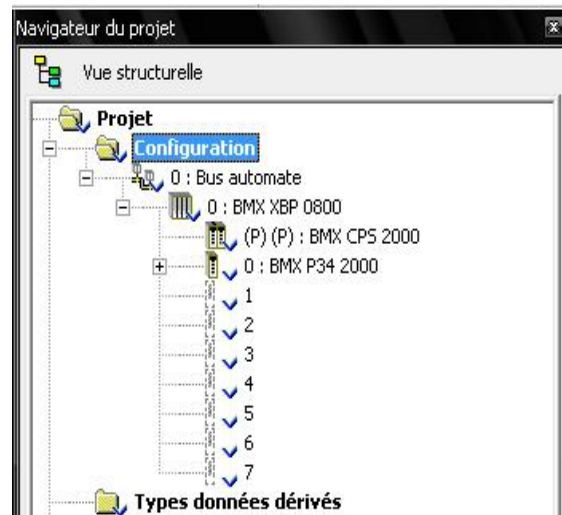 Navigateur du projet
Vue structurelle
Projet
Configuration
0 : Bus automate
0 : BMX XBP 0800
(P) (P) : BMX CPS 2000
0 : BMX P34 2000
1
2
3
4
5
6
7
Types données dérivés